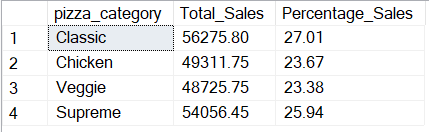 pizza_category Total_Sales Percentage_Sales
1 Classic 56275.80 27.01
2 Chicken 49311.75 23.67
3 Veggie 48725.75 23.38
4 Supreme 54056.45 25.94